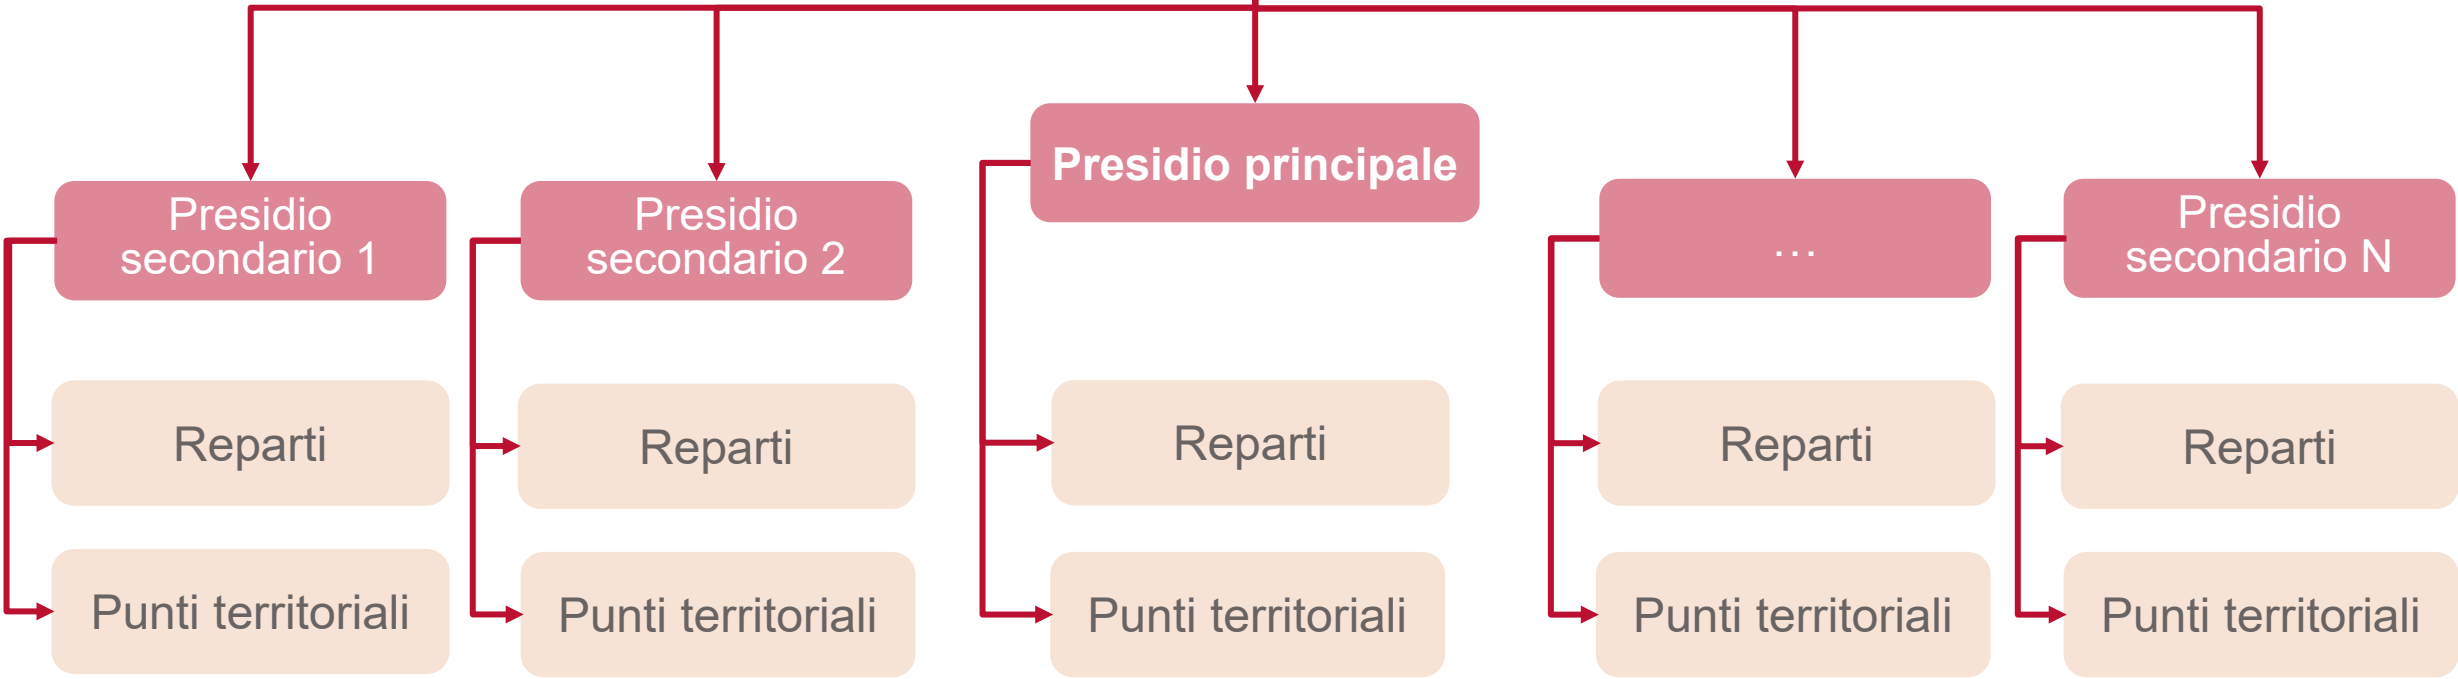 Presidio principale
Presidio
secondario 1
Presidio
secondario 2
...
Presidio
secondario N
Reparti
Reparti
Reparti
Reparti
Reparti
Punti territoriali
Punti territoriali
Punti territoriali
Punti territoriali
Punti territoriali